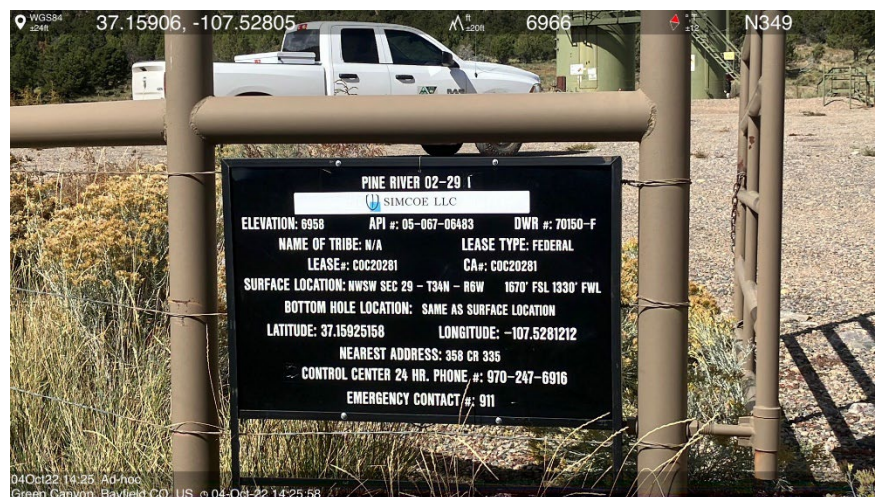 WGS84
±24ft
37.15906, -107.52805
ft
±20ft
6966
±12
N349
PINE RIVER 02-29 1
SIMCOE LLC
ELEVATION: 6958 API #: 05-067-06483 DWR #: 70150-F
NAME OF TRIBE: N/A LEASE TYPE: FEDERAL
LEASE#: COC20281 CA#: COC20281
SURFACE LOCATION: NWSW SEC 29 - T34N - R6W 1670' FSL 1330' FWL
BOTTOM HOLE LOCATION: SAME AS SURFACE LOCATION
LATITUDE: 37.15925158 LONGITUDE: -107.5281212
NEAREST ADDRESS: 358 CR 335
CONTROL CENTER 24 HR. PHONE #: 970-247-6916
EMERGENCY CONTACT #: 911
04Oct22 14:25 Ad-hoc
Green Canyon, Bayfield CO, US 04-Oct-22 14:25:58